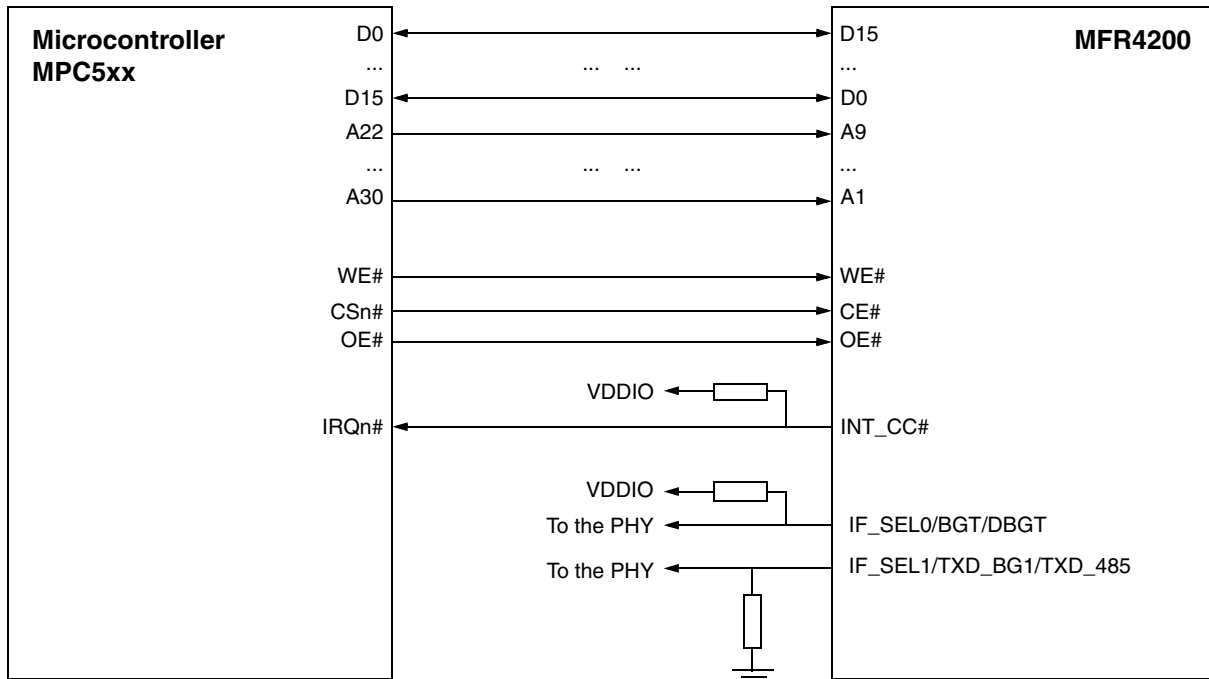 Microcontroller
MPC5xx
MFR4200
D0
D15
...
... ...
...
D15
D0
A22
A9
...
... ...
...
A30
A1
WE#
WE#
CSn#
CE#
OE#
OE#
VDDIO
IRQn#
INT_CC#
VDDIO
To the PHY
IF_SEL0/BGT/DBGT
To the PHY
IF_SEL1/TXD_BG1/TXD_485